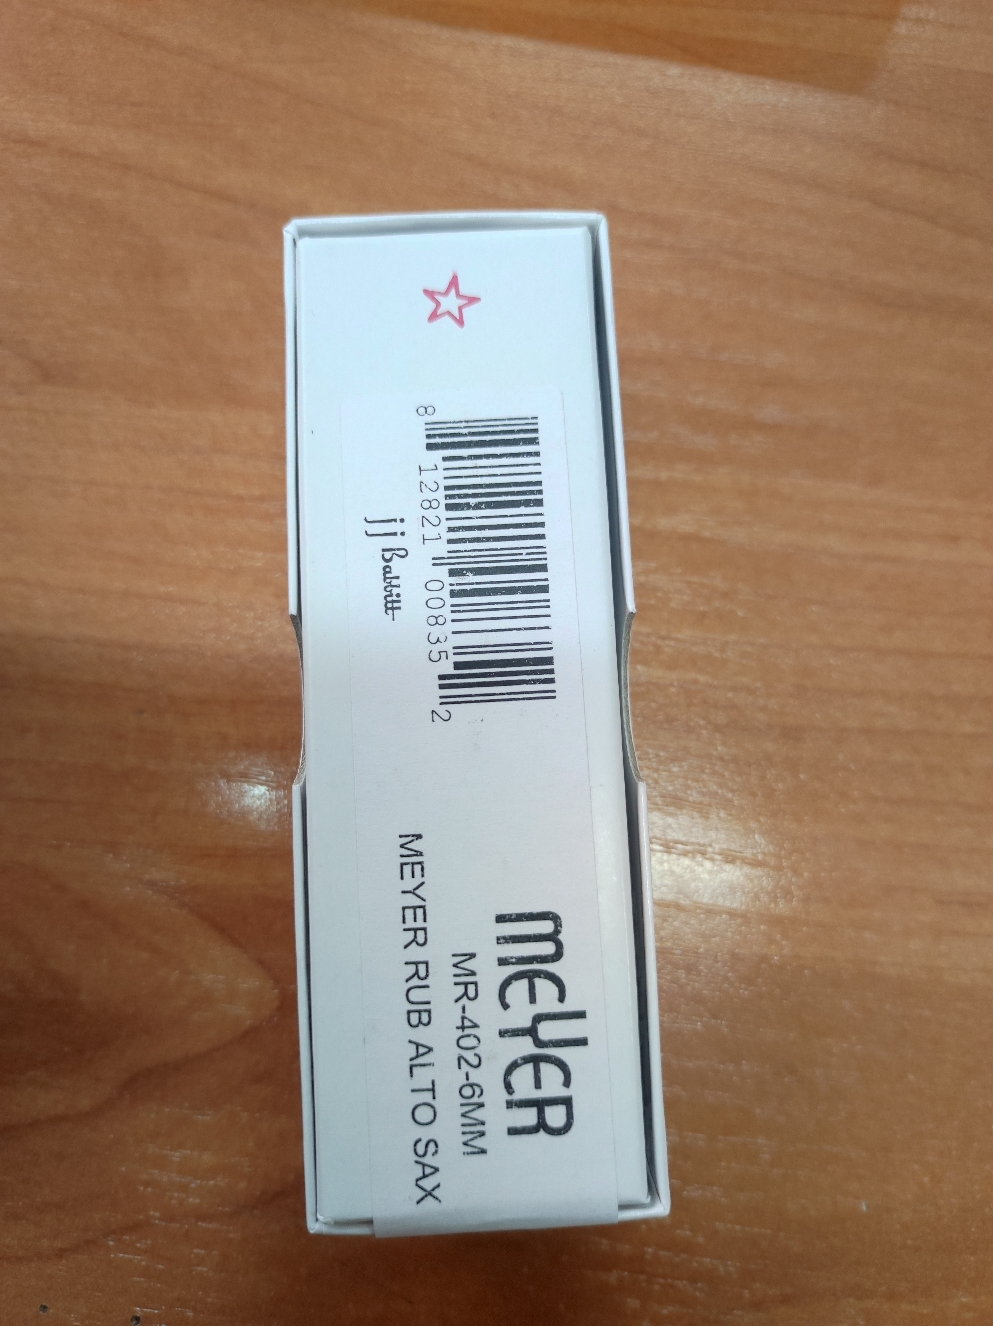 meyer
MR-402-6MM
MEYER RUB ALTO SAX
8 12821 00835 2
jj Babbitt